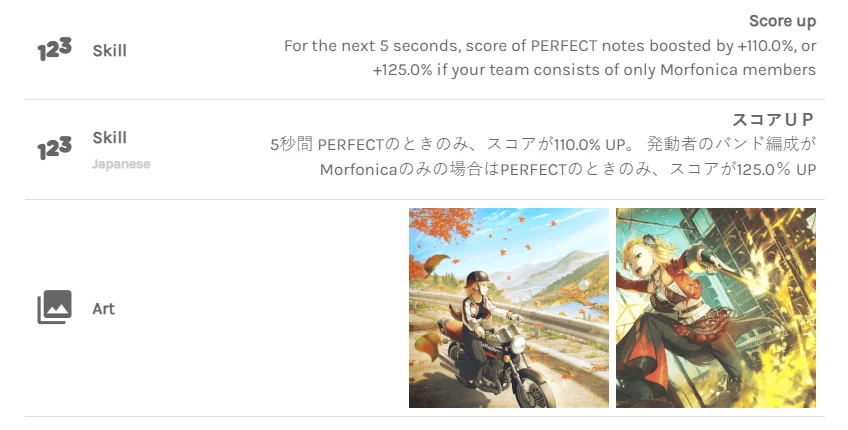 Score up
Skill
For the next 5 seconds, score of PERFECT notes boosted by +110.0%, or
+125.0% if your team consists of only Morfonica members
スコアＵＰ
Skill
Japanese
5秒間 PERFECTのときのみ、スコアが110.0% UP。 発動者のバンド編成が
Morfonicaのみの場合はPERFECTのときのみ、スコアが125.0％ UP
Art